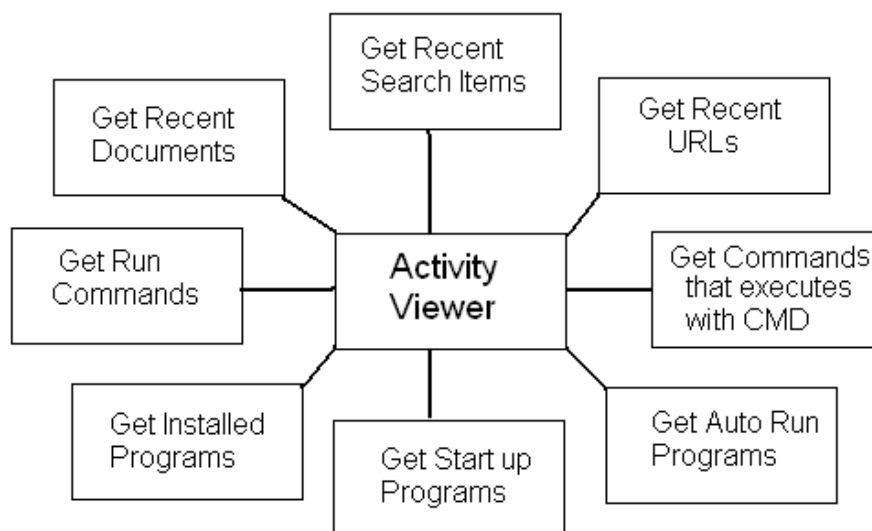 Get Recent
Search Items
Get Recent
Documents
Get Recent
URLs
Get Run
Commands
Activity
Viewer
Get Commands
that executes
with CMD
Get Installed
Programs
Get Start up
Programs
Get Auto Run
Programs